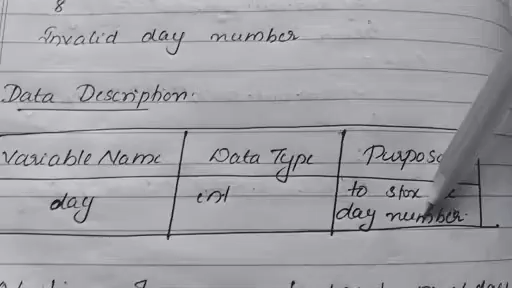 8
Invalid day number
Data Description.
Variable Name Data Type Purpose
day int to store
day number.